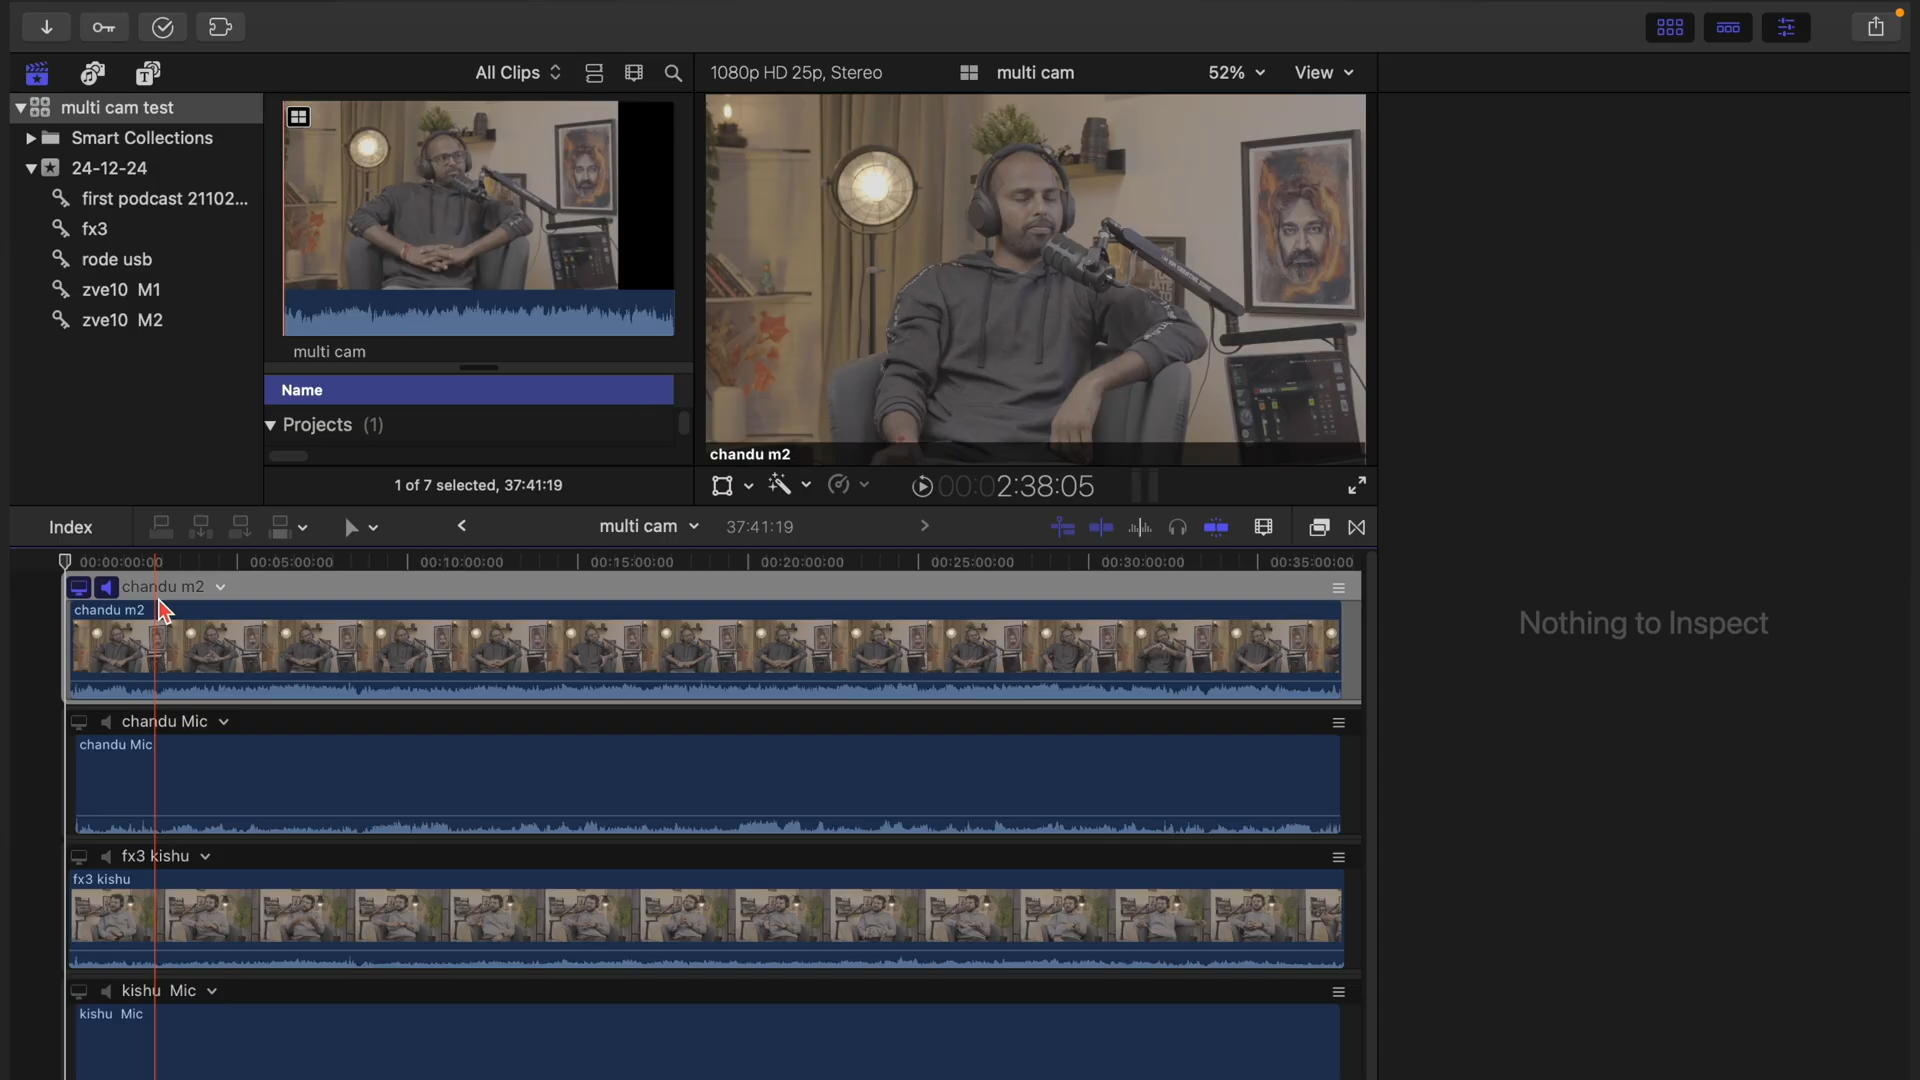 All Clips
1080p HD 25p, Stereo
multi cam
52%
View
multi cam test
Smart Collections
24-12-24
first podcast 21102...
fx3
rode usb
zve10 M1
zve10 M2
multi cam
Name
Projects (1)
1 of 7 selected, 37:41:19
chandu m2
00:00:02:38:05
Index
multi cam
37:41:19
00:00:00:00
00:05:00:00
00:10:00:00
00:15:00:00
00:20:00:00
00:25:00:00
00:30:00:00
00:35:00:00
chandu m2
chandu m2
chandu Mic
chandu Mic
fx3 kishu
fx3 kishu
kishu Mic
kishu Mic
Nothing to Inspect